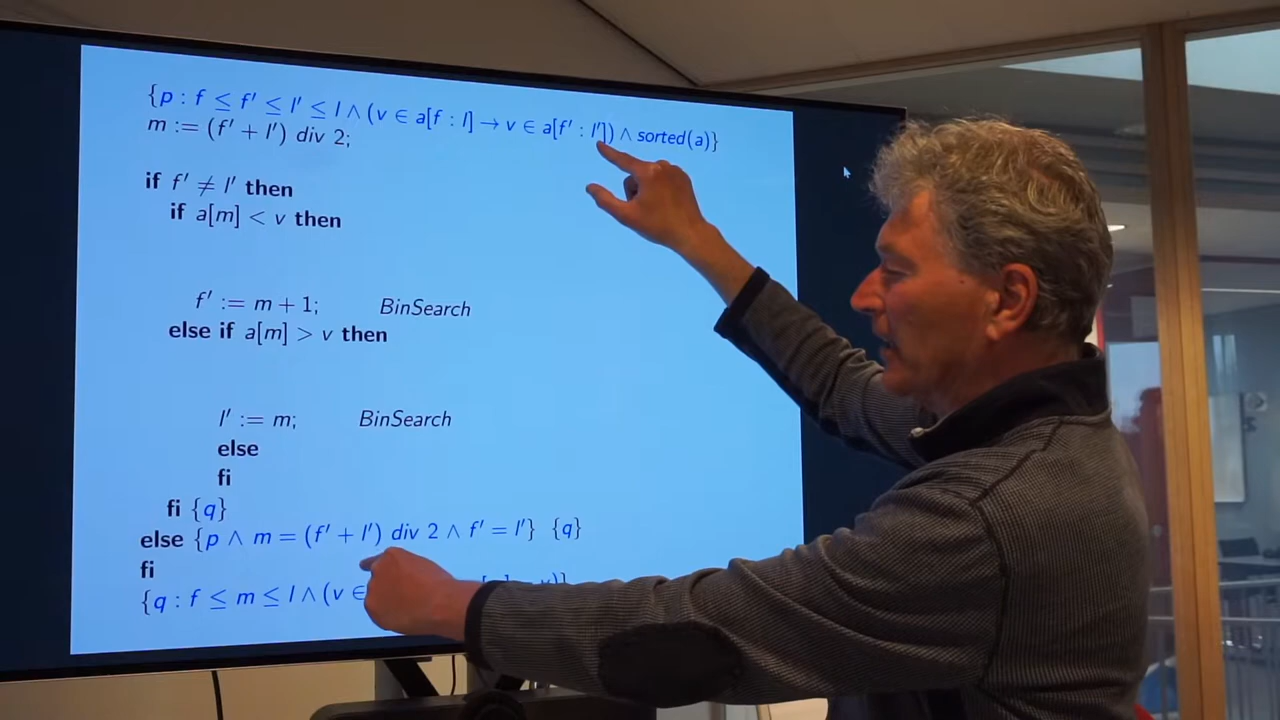 {p : f ≤ f′ ≤ l′ ≤ l ∧ (v ∈ a[f : l] → v ∈ a[f′ : l′]) ∧ sorted(a)}
m := (f′ + l′) div 2;
if f′ ≠ l′ then
if a[m] < v then
f′ := m + 1; BinSearch
else if a[m] > v then
l′ := m; BinSearch
else
fi
fi {q}
else {p ∧ m = (f′ + l′) div 2 ∧ f′ = l′} {q}
fi
{q : f ≤ m ≤ l ∧ (v ∈